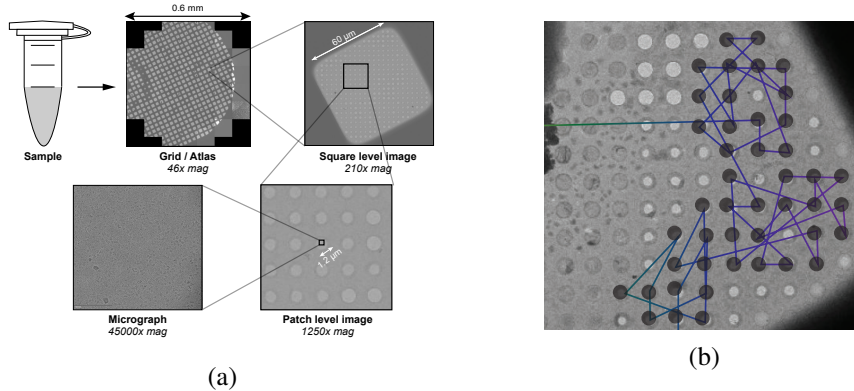 0.6 mm
60 μm
Sample
Grid / Atlas
46x mag
Square level image
210x mag
1.2 μm
Micrograph
45000x mag
Patch level image
1250x mag
(a)
(b)